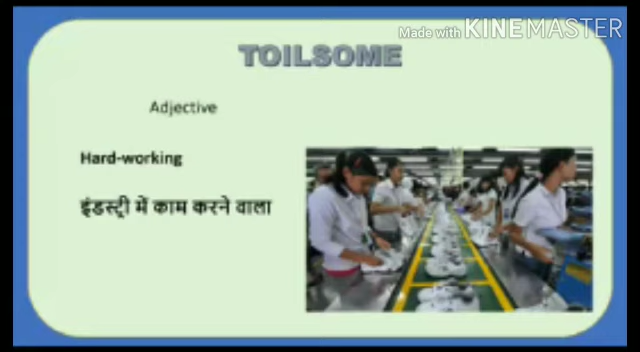 Made with KINEMASTER
TOILSOME
Adjective
Hard-working
इंडस्ट्री में काम करने वाला